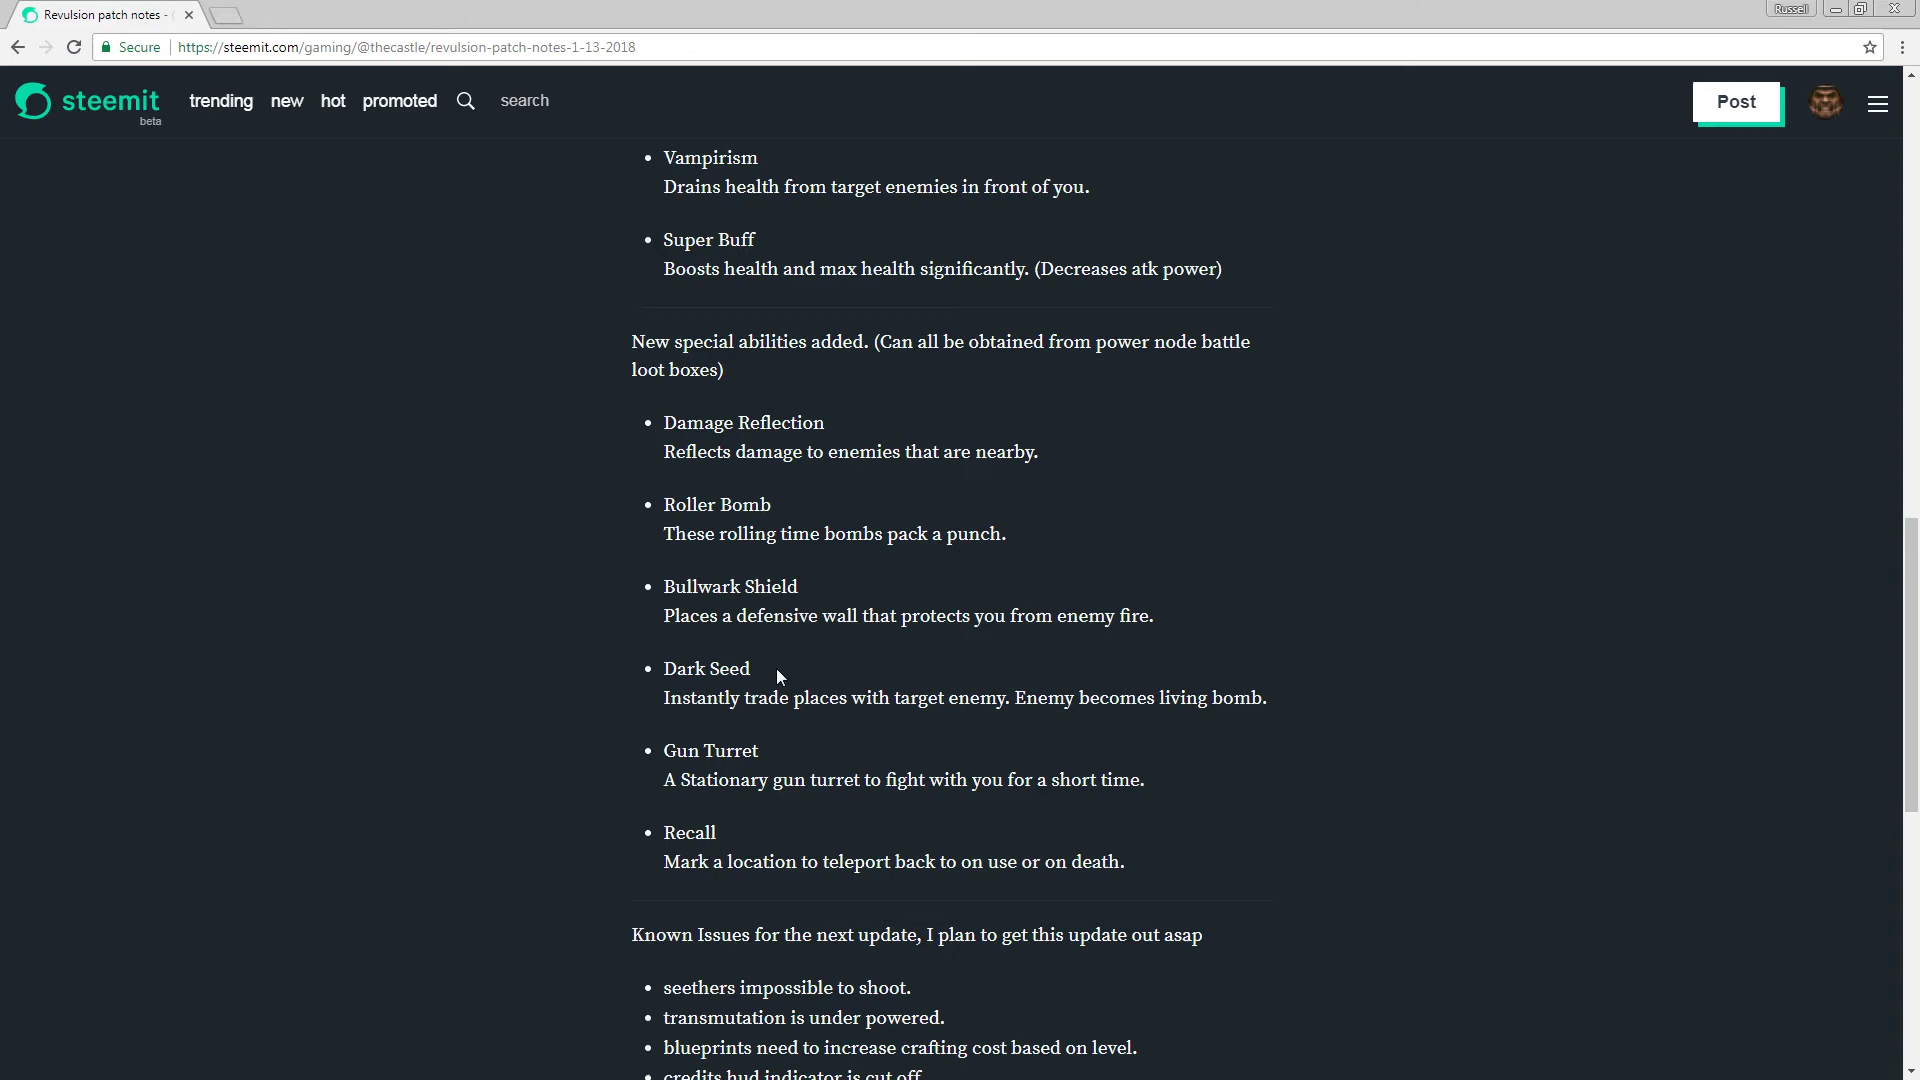 Revulsion patch notes - (
Russell
Secure
https://steemit.com/gaming/@thecastle/revulsion-patch-notes-1-13-2018
steemit
beta
trending
new
hot
promoted
search
Post
Vampirism
Drains health from target enemies in front of you.
Super Buff
Boosts health and max health significantly. (Decreases atk power)
New special abilities added. (Can all be obtained from power node battle
loot boxes)
Damage Reflection
Reflects damage to enemies that are nearby.
Roller Bomb
These rolling time bombs pack a punch.
Bullwark Shield
Places a defensive wall that protects you from enemy fire.
Dark Seed
Instantly trade places with target enemy. Enemy becomes living bomb.
Gun Turret
A Stationary gun turret to fight with you for a short time.
Recall
Mark a location to teleport back to on use or on death.
Known Issues for the next update, I plan to get this update out asap
seethers impossible to shoot.
transmutation is under powered.
blueprints need to increase crafting cost based on level.
credits hud indicator is cut off